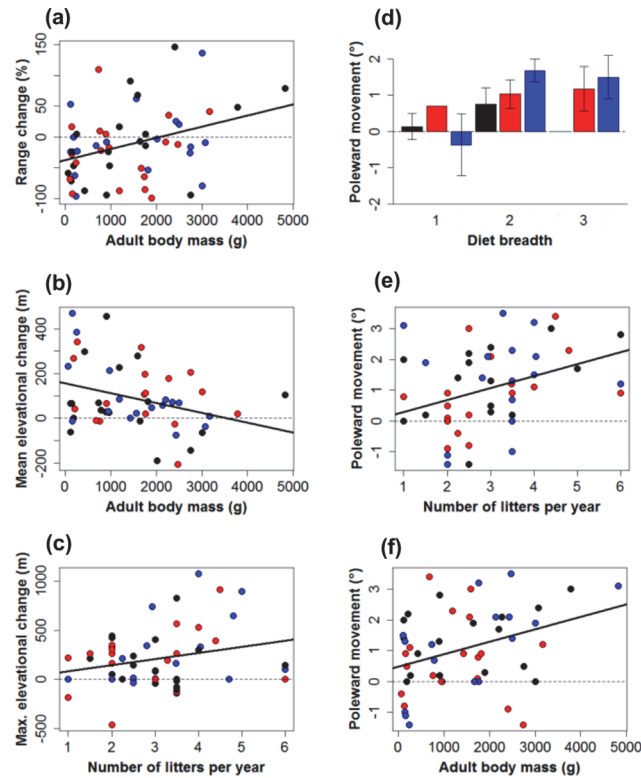 (a)
Range change (%)
150
50
0
-100
0 1000 2000 3000 4000 5000
Adult body mass (g)
(d)
Poleward movement (°)
2
1
0
-1
-2
1 2 3
Diet breadth
(b)
Mean elevational change (m)
400
200
0
-200
0 1000 2000 3000 4000 5000
Adult body mass (g)
(e)
Poleward movement (°)
3
2
1
0
-1
1 2 3 4 5 6
Number of litters per year
(c)
Max. elevational change (m)
1000
500
0
-500
1 2 3 4 5 6
Number of litters per year
(f)
Poleward movement (°)
3
2
1
0
-1
0 1000 2000 3000 4000 5000
Adult body mass (g)